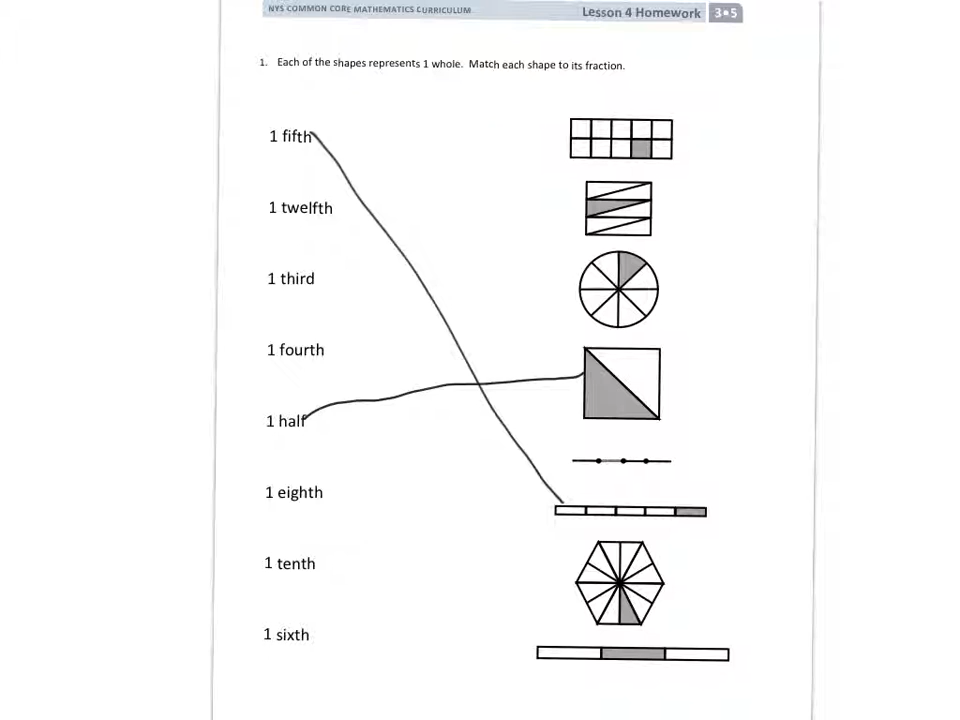 NYS COMMON CORE MATHEMATICS CURRICULUM
Lesson 4 Homework 3•5
1. Each of the shapes represents 1 whole. Match each shape to its fraction.
1 fifth
1 twelfth
1 third
1 fourth
1 half
1 eighth
1 tenth
1 sixth